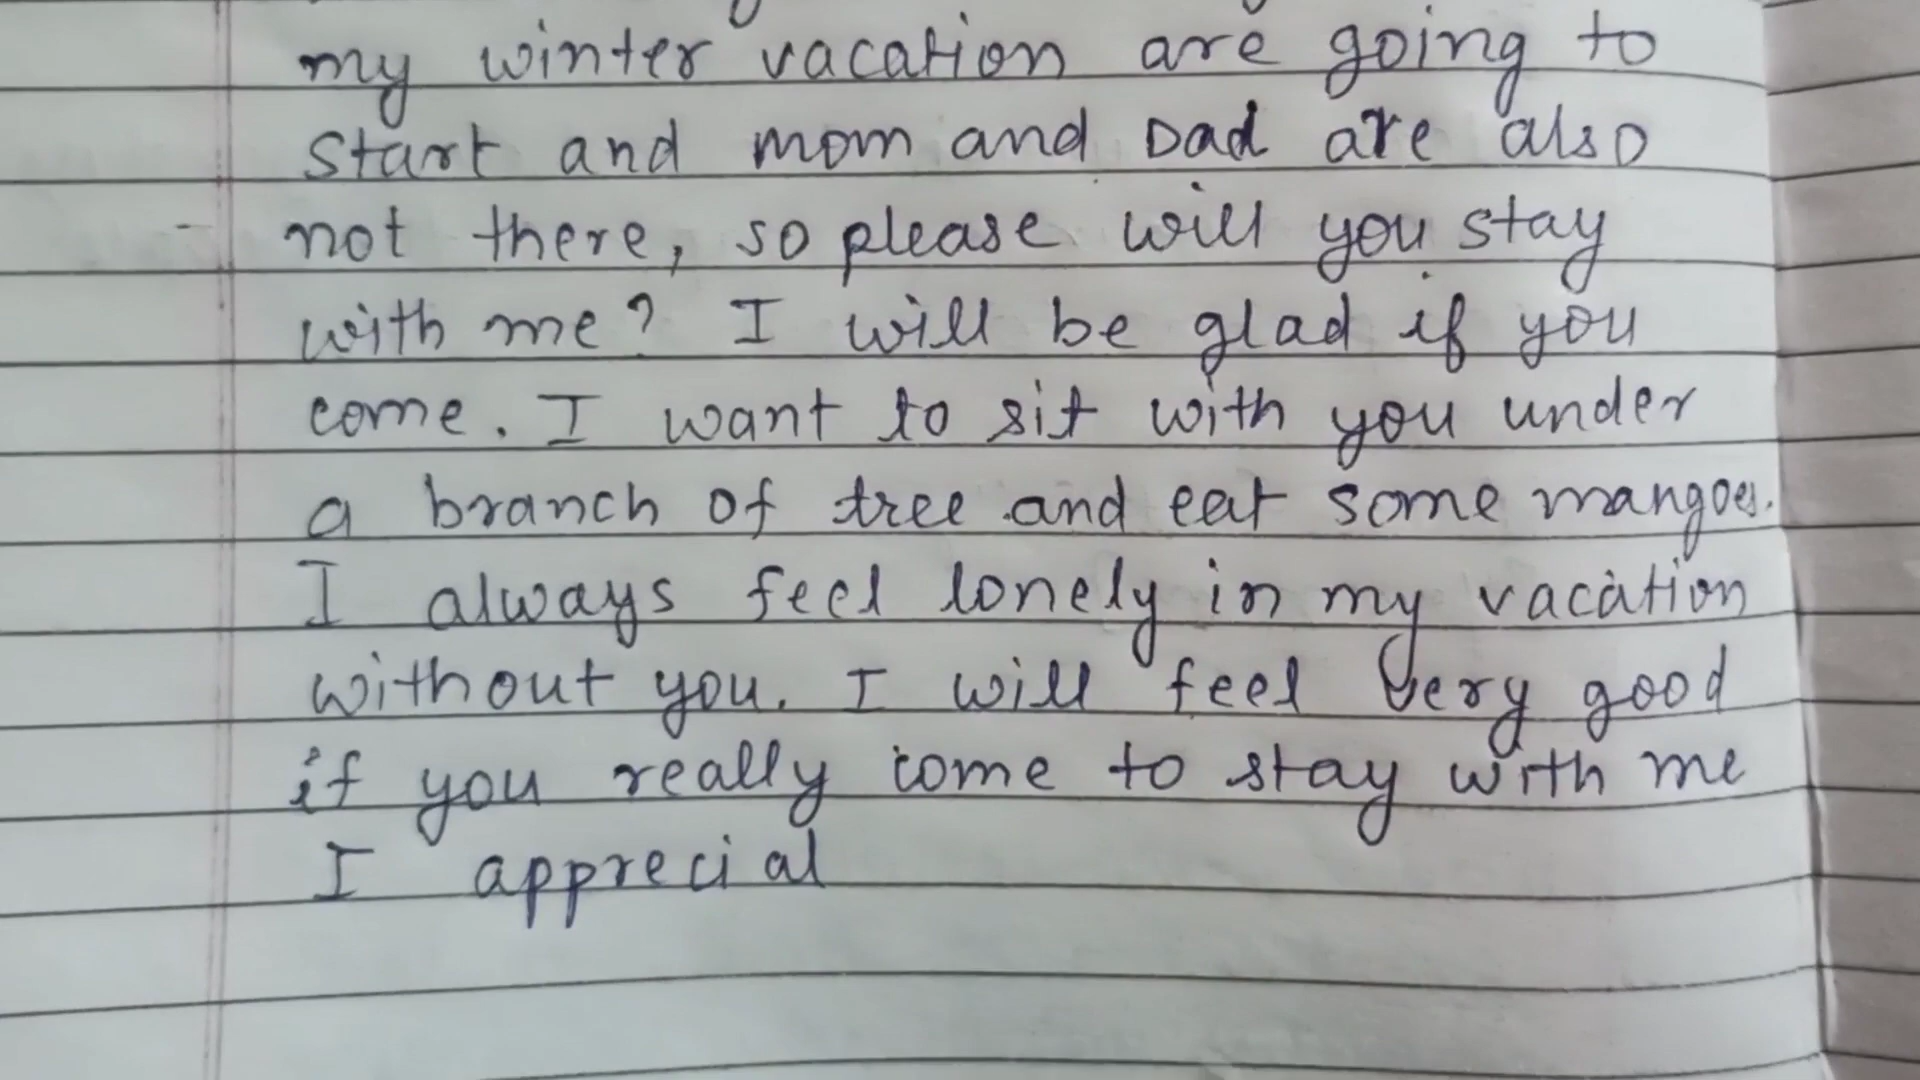 my winter vacation are going to
start and mom and Dad are also
not there, so please will you stay
with me? I will be glad if you
come. I want to sit with you under
a branch of tree and eat some mangoes.
I always feel lonely in my vacation
without you. I will feel very good
if you really come to stay with me
I apprecial